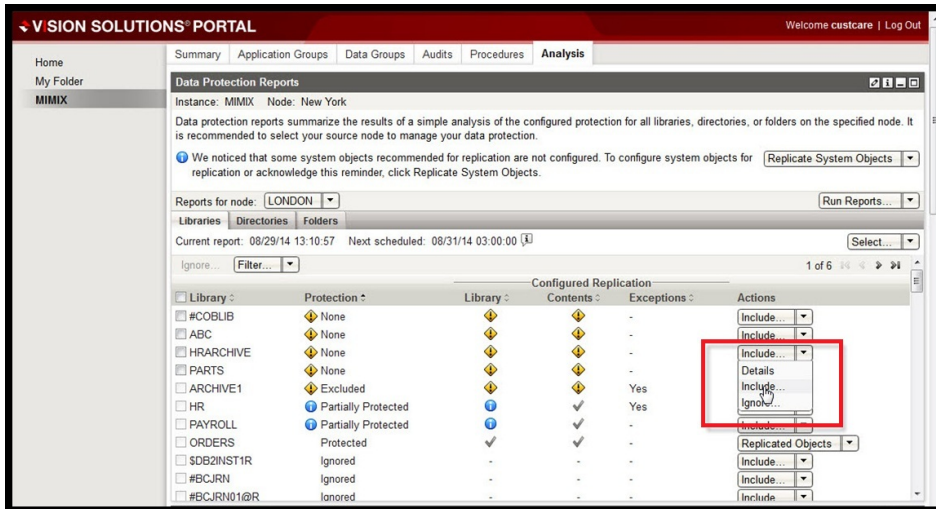 VISION SOLUTIONS® PORTAL
Welcome custcare | Log Out
Home
My Folder
MIMIX
Summary Application Groups Data Groups Audits Procedures Analysis
Data Protection Reports
Instance: MIMIX Node: New York
Data protection reports summarize the results of a simple analysis of the configured protection for all libraries, directories, or folders on the specified node. It
is recommended to select your source node to manage your data protection.
We noticed that some system objects recommended for replication are not configured. To configure system objects for
replication or acknowledge this reminder, click Replicate System Objects.
Replicate System Objects
Reports for node: LONDON Run Reports...
Libraries Directories Folders
Current report: 08/29/14 13:10:57 Next scheduled: 08/31/14 03:00:00 Select...
Ignore... Filter... 1 of 6
Configured Replication
Library Protection Library Contents Exceptions Actions
#COBLIB None - Include...
ABC None - Include...
HRARCHIVE None - Include...
PARTS None - Details
ARCHIVE1 Excluded Yes Include...
HR Partially Protected Yes
PAYROLL Partially Protected - Include...
ORDERS Protected - Replicated Objects
$DB2INST1R Ignored - - - Include...
#BCJRN Ignored - - - Include...
#BCJRN01@R Ignored - - - Include